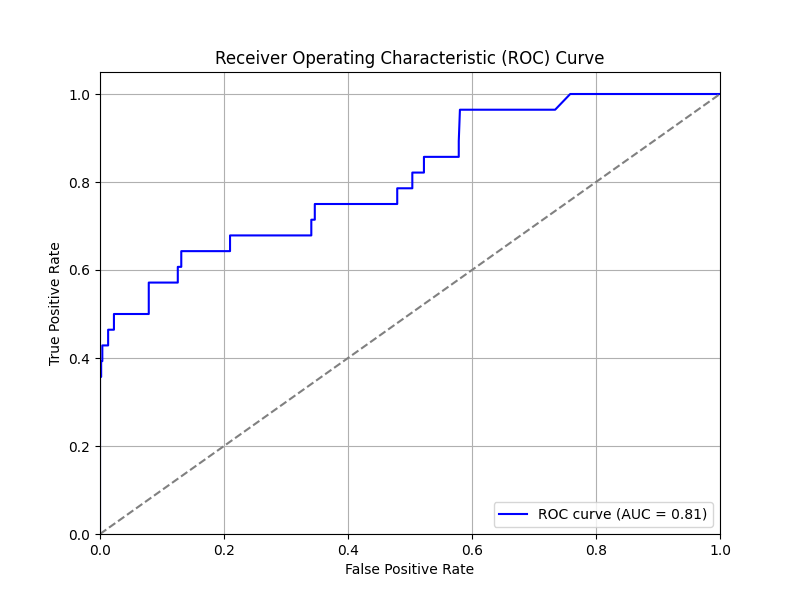 Receiver Operating Characteristic (ROC) Curve
1.0
0.8
0.6
0.4
0.2
0.0
True Positive Rate
ROC curve (AUC = 0.81)
0.0 0.2 0.4 0.6 0.8 1.0
False Positive Rate